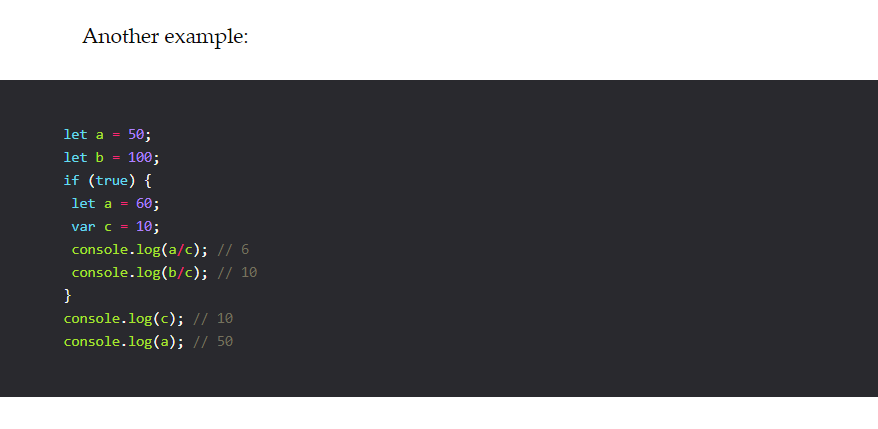 Another example:
let a = 50;
let b = 100;
if (true) {
 let a = 60;
 var c = 10;
 console.log(a/c); // 6
 console.log(b/c); // 10
}
console.log(c); // 10
console.log(a); // 50